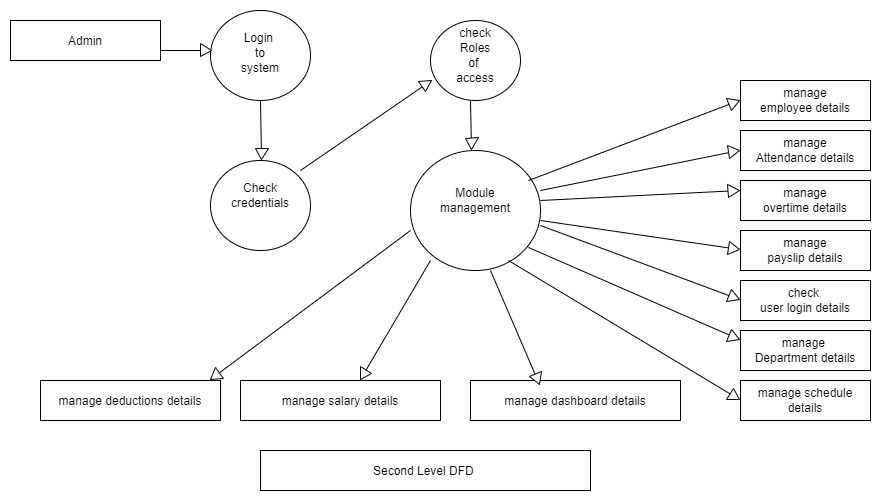 Admin
Login
to
system
check
Roles
of
access
Check
credentials
Module
management
manage
employee details
manage
Attendance details
manage
overtime details
manage
payslip details
check
user login details
manage
Department details
manage schedule
details
manage deductions details
manage salary details
manage dashboard details
Second Level DFD